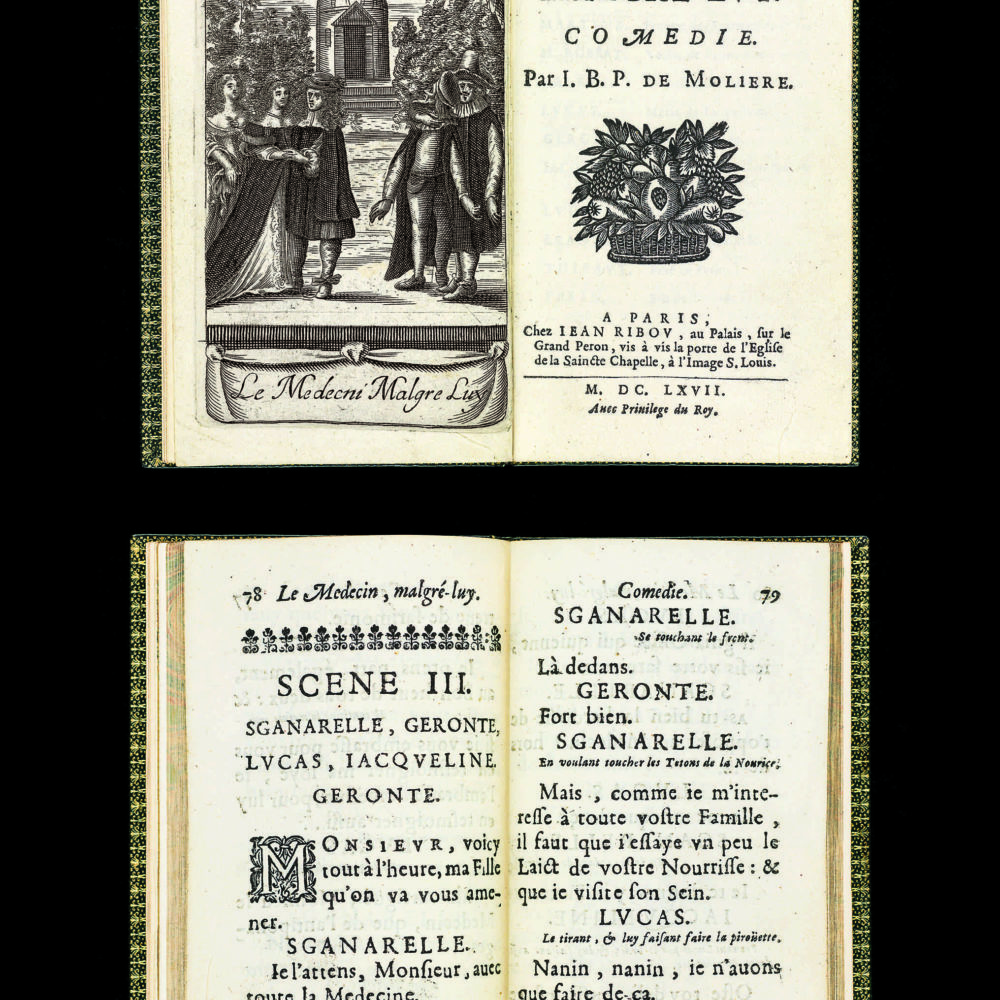 COMEDIE.
Par I. B. P. DE MOLIERE.
A PARIS,
Chez IEAN RIBOV, au Palais, ſur le
Grand Peron, vis à vis la porte de l'Egliſe
de la Saincte Chapelle, à l'Image S. Louis.
M. DC. LXVII.
Auec Priuilege du Roy.
Le Medecni Malgre Luy
78 Le Medecin, malgré-luy.
SCENE III.
SGANARELLE, GERONTE,
LVCAS, IACQVELINE.
GERONTE.
MONSIEVR, voicy
tout à l'heure, ma Fille
qu'on va vous ame-
ner.
SGANARELLE.
Ie l'attens, Monſieur, auec
toute la Medecine.
Comedie. 79
SGANARELLE.
Se touchant le front.
Là dedans.
GERONTE.
Fort bien.
SGANARELLE.
En voulant toucher les Tetons de la Nourice.
Mais, comme ie m'inte-
reſſe à toute voſtre Famille,
il faut que i'eſſaye vn peu le
Laict de voſtre Nourriſſe: &
que ie viſite ſon Sein.
LVCAS.
Le tirant, & luy faiſant faire la piroüette.
Nanin, nanin, ie n'auons
que faire de-ça.